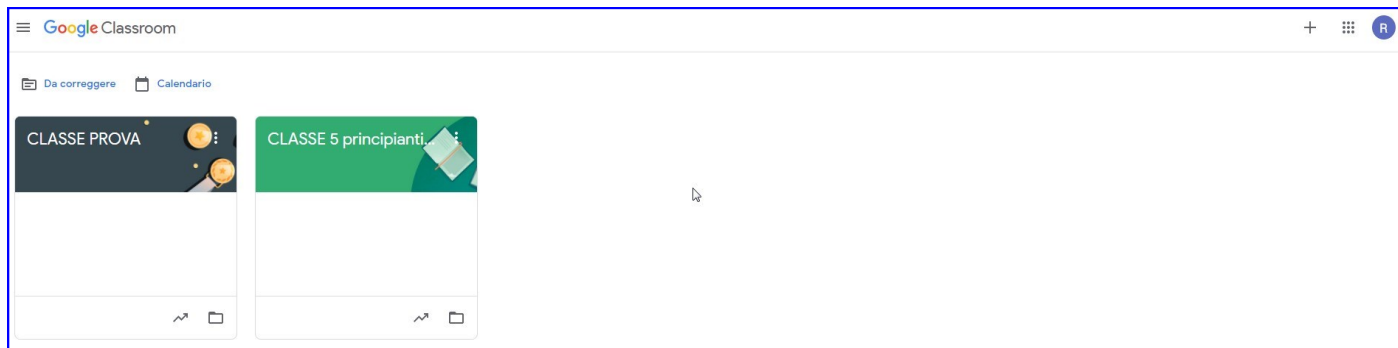 Google Classroom
R
Da correggere Calendario
CLASSE PROVA
CLASSE 5 principianti...